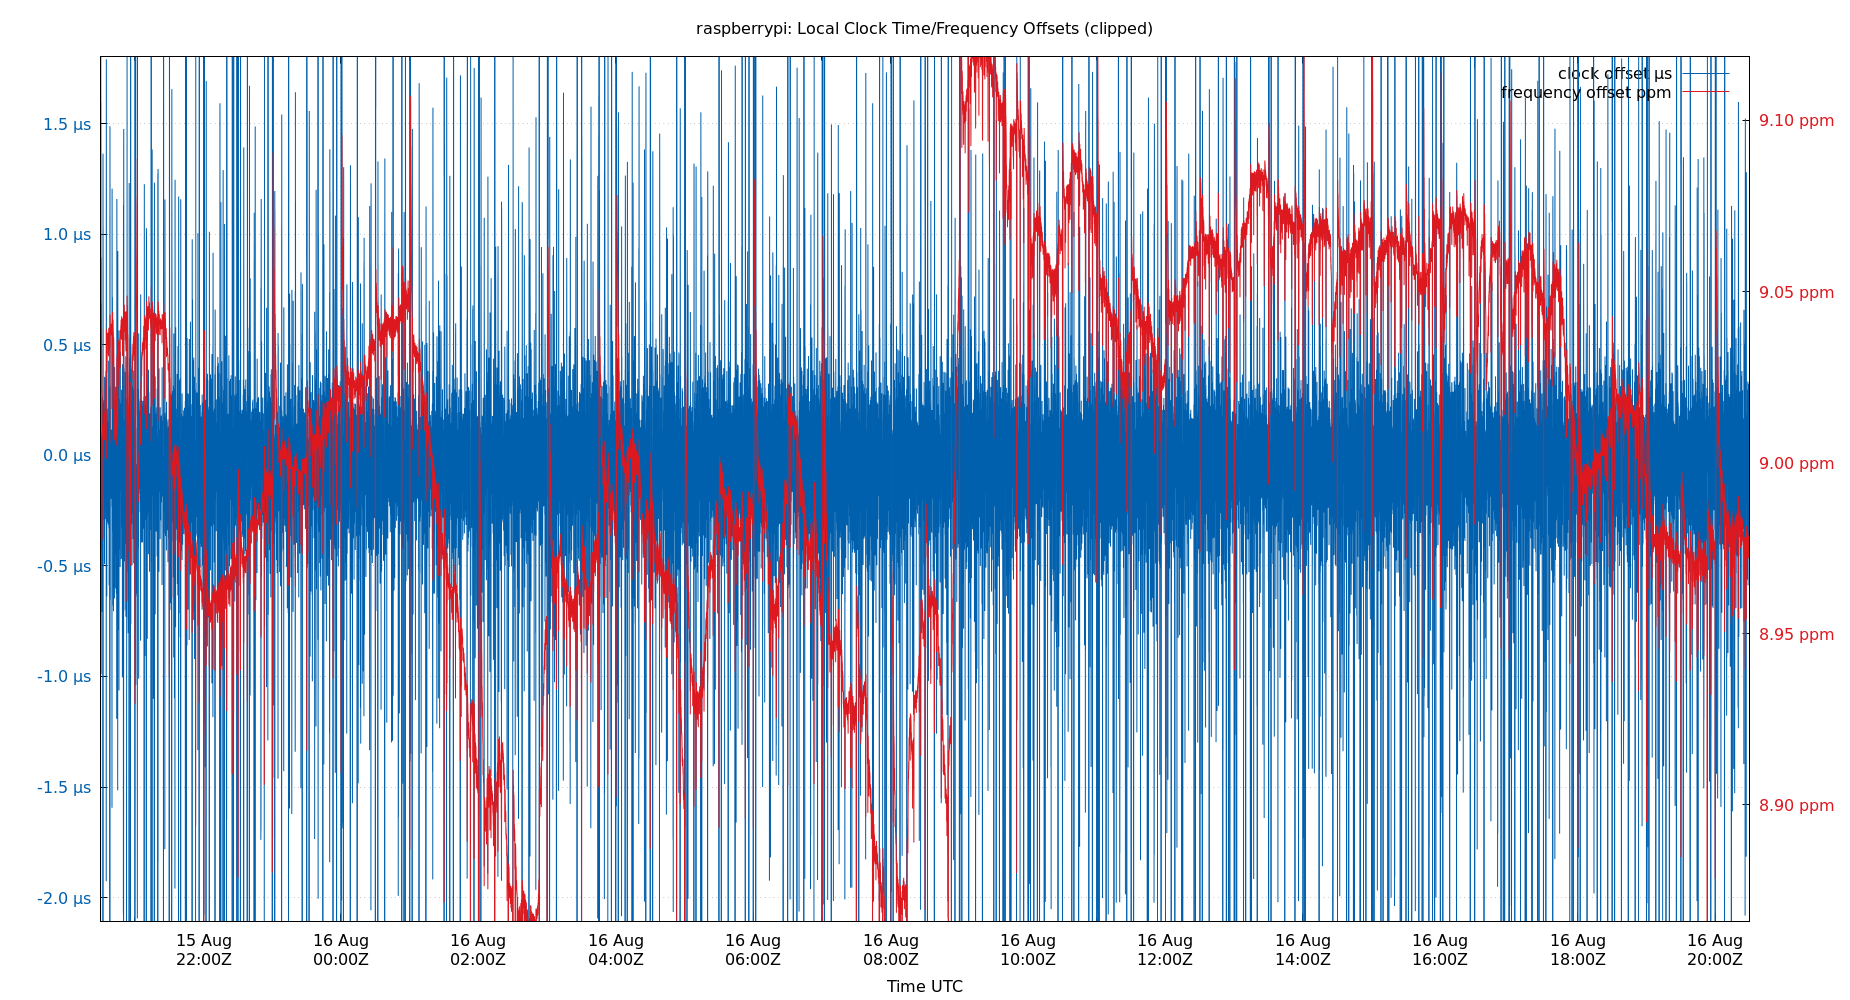 raspberrypi: Local Clock Time/Frequency Offsets (clipped)
clock offset μs
frequency offset ppm
1.5 μs
1.0 μs
0.5 μs
0.0 μs
-0.5 μs
-1.0 μs
-1.5 μs
-2.0 μs
9.10 ppm
9.05 ppm
9.00 ppm
8.95 ppm
8.90 ppm
15 Aug 16 Aug 16 Aug 16 Aug 16 Aug 16 Aug 16 Aug 16 Aug 16 Aug 16 Aug 16 Aug 16 Aug
22:00Z 00:00Z 02:00Z 04:00Z 06:00Z 08:00Z 10:00Z 12:00Z 14:00Z 16:00Z 18:00Z 20:00Z
Time UTC